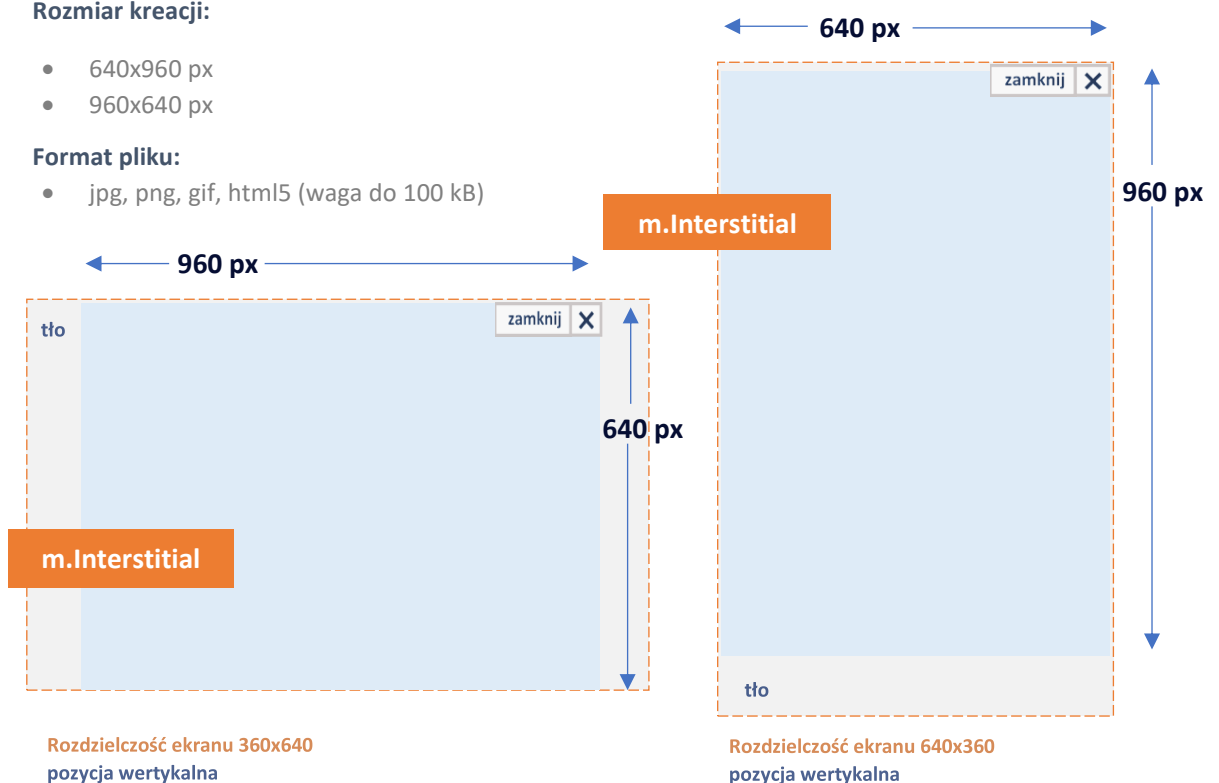 Rozmiar kreacji:
• 640x960 px
• 960x640 px
Format pliku:
• jpg, png, gif, html5 (waga do 100 kB)
960 px
tło
zamknij X
640 px
m.Interstitial
Rozdzielczość ekranu 360x640
pozycja wertykalna
640 px
zamknij X
960 px
m.Interstitial
tło
Rozdzielczość ekranu 640x360
pozycja wertykalna